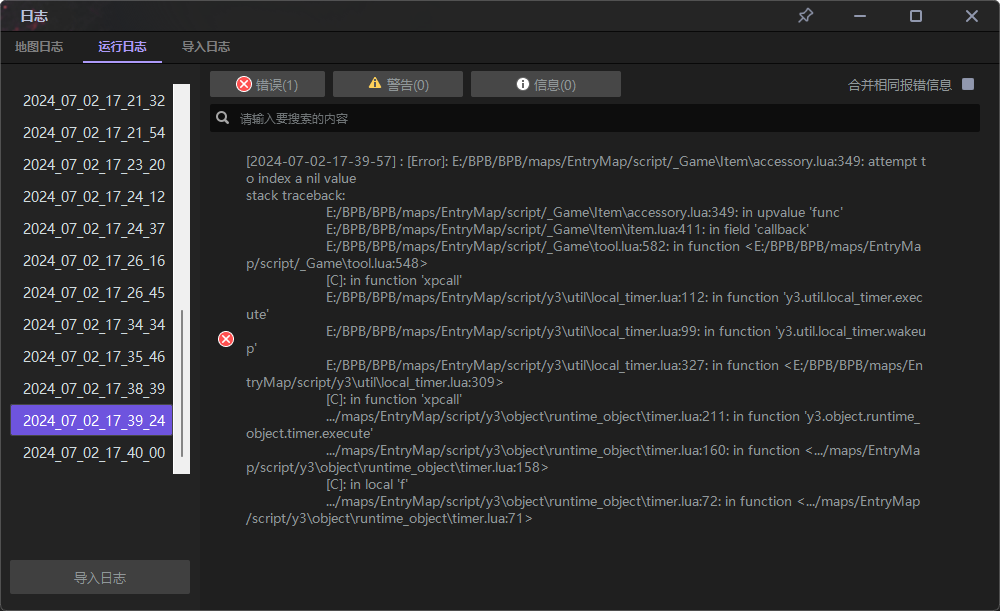 日志
地图日志 运行日志 导入日志
错误(1) 警告(0) 信息(0) 合并相同报错信息
请输入要搜索的内容
2024_07_02_17_21_32
2024_07_02_17_21_54
2024_07_02_17_23_20
2024_07_02_17_24_12
2024_07_02_17_24_37
2024_07_02_17_26_16
2024_07_02_17_26_45
2024_07_02_17_34_34
2024_07_02_17_35_46
2024_07_02_17_38_39
2024_07_02_17_39_24
2024_07_02_17_40_00
导入日志
[2024-07-02-17-39-57] : [Error]: E:/BPB/BPB/maps/EntryMap/script/_Game\Item\accessory.lua:349: attempt t
o index a nil value
stack traceback:
E:/BPB/BPB/maps/EntryMap/script/_Game\Item\accessory.lua:349: in upvalue 'func'
E:/BPB/BPB/maps/EntryMap/script/_Game\Item\item.lua:411: in field 'callback'
E:/BPB/BPB/maps/EntryMap/script/_Game\tool.lua:582: in function <E:/BPB/BPB/maps/EntryMa
p/script/_Game\tool.lua:548>
[C]: in function 'xpcall'
E:/BPB/BPB/maps/EntryMap/script/y3\util\local_timer.lua:112: in function 'y3.util.local_timer.exec
ute'
E:/BPB/BPB/maps/EntryMap/script/y3\util\local_timer.lua:99: in function 'y3.util.local_timer.wakeu
p'
E:/BPB/BPB/maps/EntryMap/script/y3\util\local_timer.lua:327: in function <E:/BPB/BPB/maps/En
tryMap/script/y3\util\local_timer.lua:309>
[C]: in function 'xpcall'
.../maps/EntryMap/script/y3\object\runtime_object\timer.lua:211: in function 'y3.object.runtime_
object.timer.execute'
.../maps/EntryMap/script/y3\object\runtime_object\timer.lua:160: in function <.../maps/EntryMa
p/script/y3\object\runtime_object\timer.lua:158>
[C]: in local 'f'
.../maps/EntryMap/script/y3\object\runtime_object\timer.lua:72: in function <.../maps/EntryMap
/script/y3\object\runtime_object\timer.lua:71>